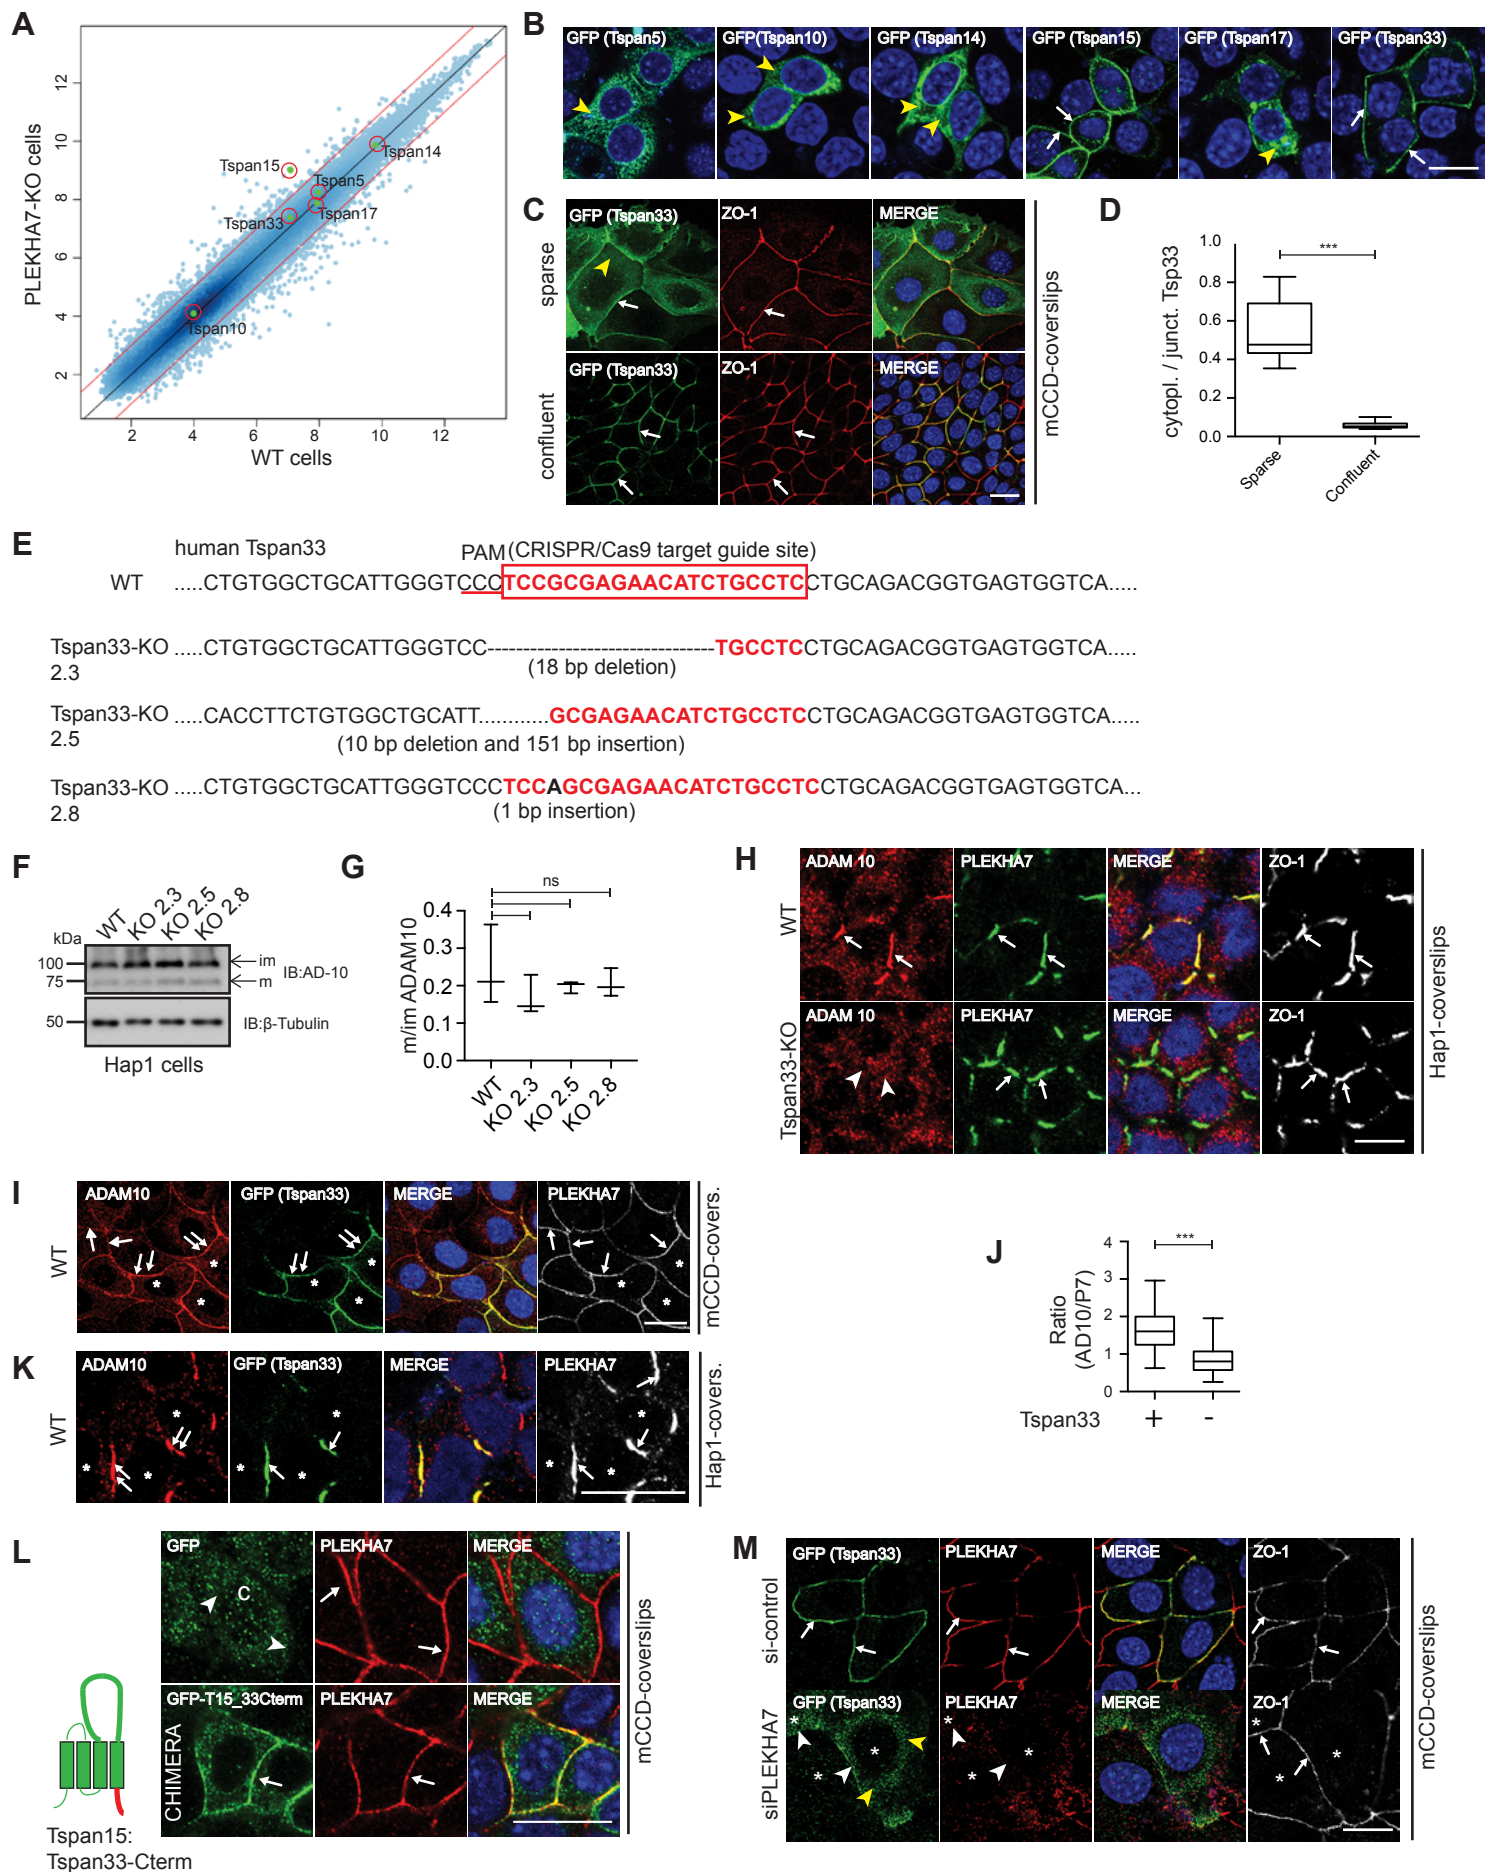 A
PLEKHA7-KO cells
12
10
8
6
4
2
Tspan15
Tspan14
Tspan5
Tspan17
Tspan33
Tspan10
2 4 6 8 10 12
WT cells
B
GFP (Tspan5) GFP(Tspan10) GFP (Tspan14) GFP (Tspan15) GFP (Tspan17) GFP (Tspan33)
C
sparse
GFP (Tspan33) ZO-1 MERGE
confluent
GFP (Tspan33) ZO-1 MERGE
mCCD-coverslips
D
cytopl. / junct. Tsp33
1.0
0.8
0.6
0.4
0.2
0.0
***
Sparse Confluent
E
human Tspan33
PAM (CRISPR/Cas9 target guide site)
WT .....CTGTGGCTGCATTGGGTCCCTCCGCGAGAACATCTGCCTCCTGCAGACGGTGAGTGGTCA.....
Tspan33-KO 2.3 .....CTGTGGCTGCATTGGGTCC--------------------------------TGCCTCCTGCAGACGGTGAGTGGTCA.....
(18 bp deletion)
Tspan33-KO 2.5 .....CACCTTCTGTGGCTGCATT............GCGAGAACATCTGCCTCCTGCAGACGGTGAGTGGTCA.....
(10 bp deletion and 151 bp insertion)
Tspan33-KO 2.8 .....CTGTGGCTGCATTGGGTCCCTCCAGCGAGAACATCTGCCTCCTGCAGACGGTGAGTGGTCA...
(1 bp insertion)
F
kDa
WT KO 2.3 KO 2.5 KO 2.8
100
75
im
m
IB:AD-10
50
IB:β-Tubulin
Hap1 cells
G
m/im ADAM10
0.4
0.3
0.2
0.1
0.0
ns
WT KO 2.3 KO 2.5 KO 2.8
H
WT
ADAM 10 PLEKHA7 MERGE ZO-1
Tspan33-KO
ADAM 10 PLEKHA7 MERGE ZO-1
Hap1-coverslips
I
WT
ADAM10 GFP (Tspan33) MERGE PLEKHA7
* * *
* * *
mCCD-covers.
J
Ratio
(AD10/P7)
4
3
2
1
0
***
Tspan33 + -
K
WT
ADAM10 GFP (Tspan33) MERGE PLEKHA7
* * *
* * *
Hap1-covers.
L
Tspan15:
Tspan33-Cterm
GFP PLEKHA7 MERGE
C
CHIMERA
GFP-T15_33Cterm PLEKHA7 MERGE
mCCD-coverslips
M
si-control
GFP (Tspan33) PLEKHA7 MERGE ZO-1
siPLEKHA7
GFP (Tspan33) PLEKHA7 MERGE ZO-1
* * *
* * *
mCCD-coverslips